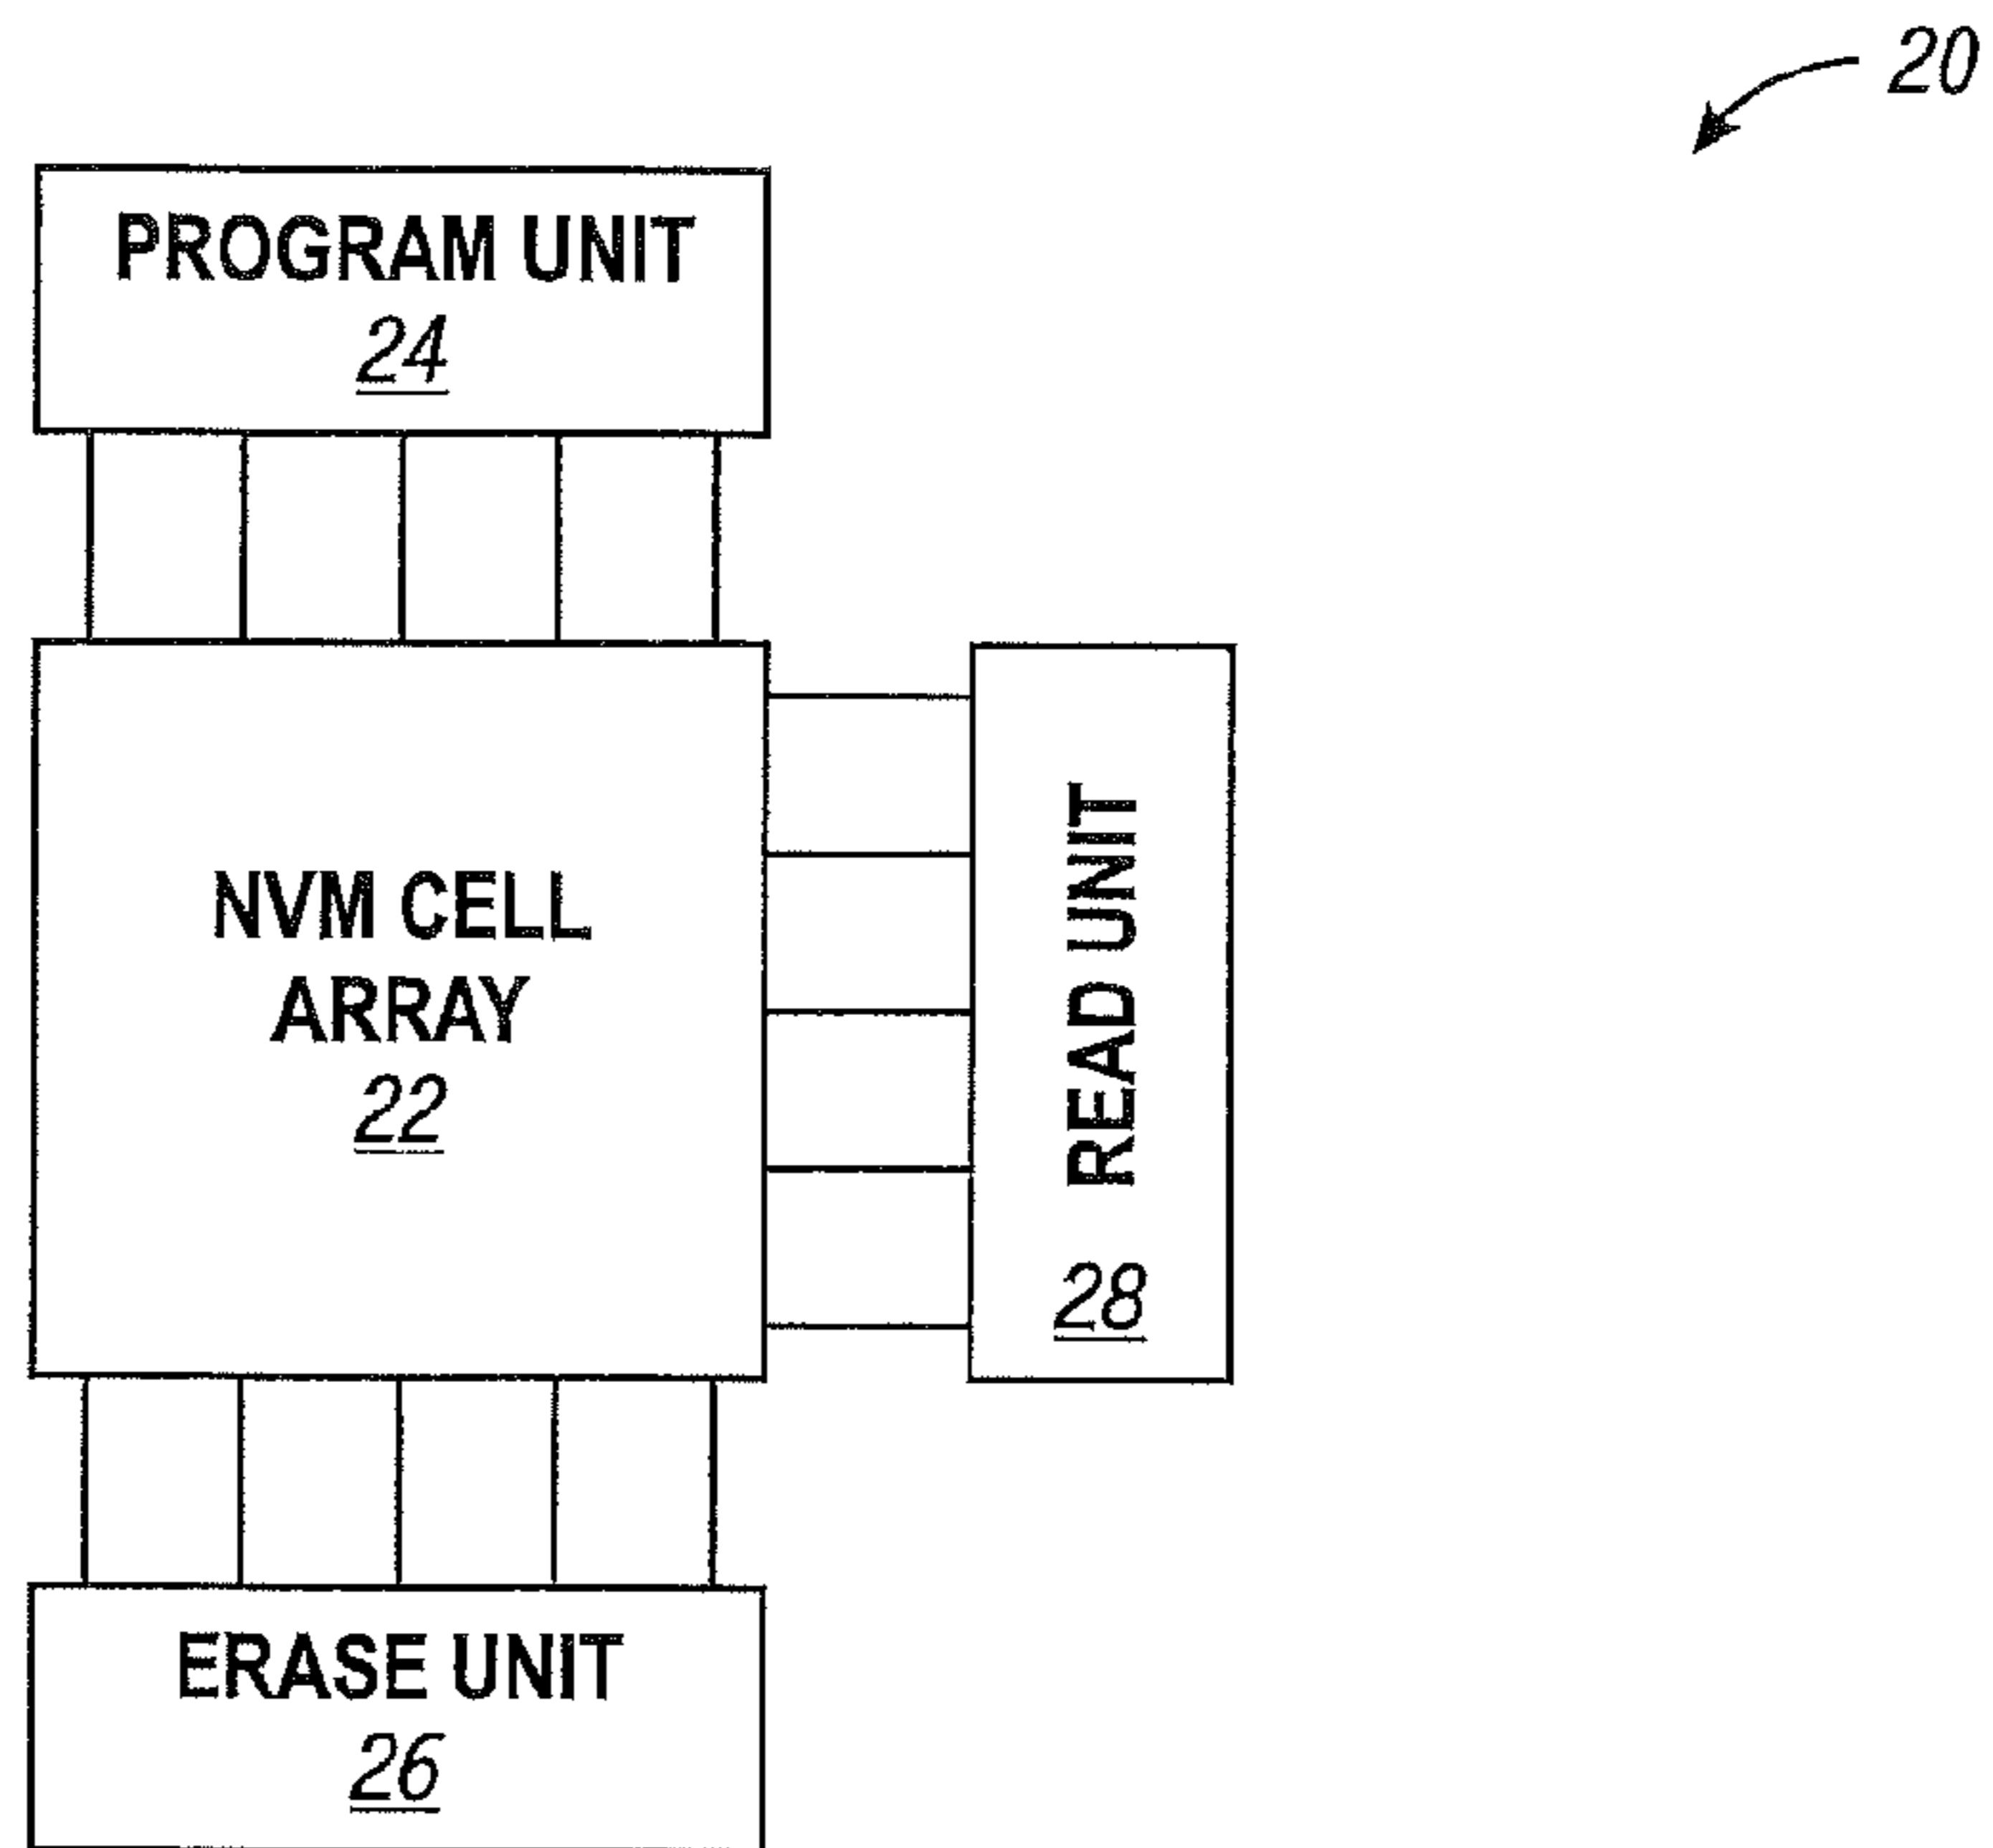 20
PROGRAM UNIT
24
NVM CELL
ARRAY
22
READ UNIT
28
ERASE UNIT
26